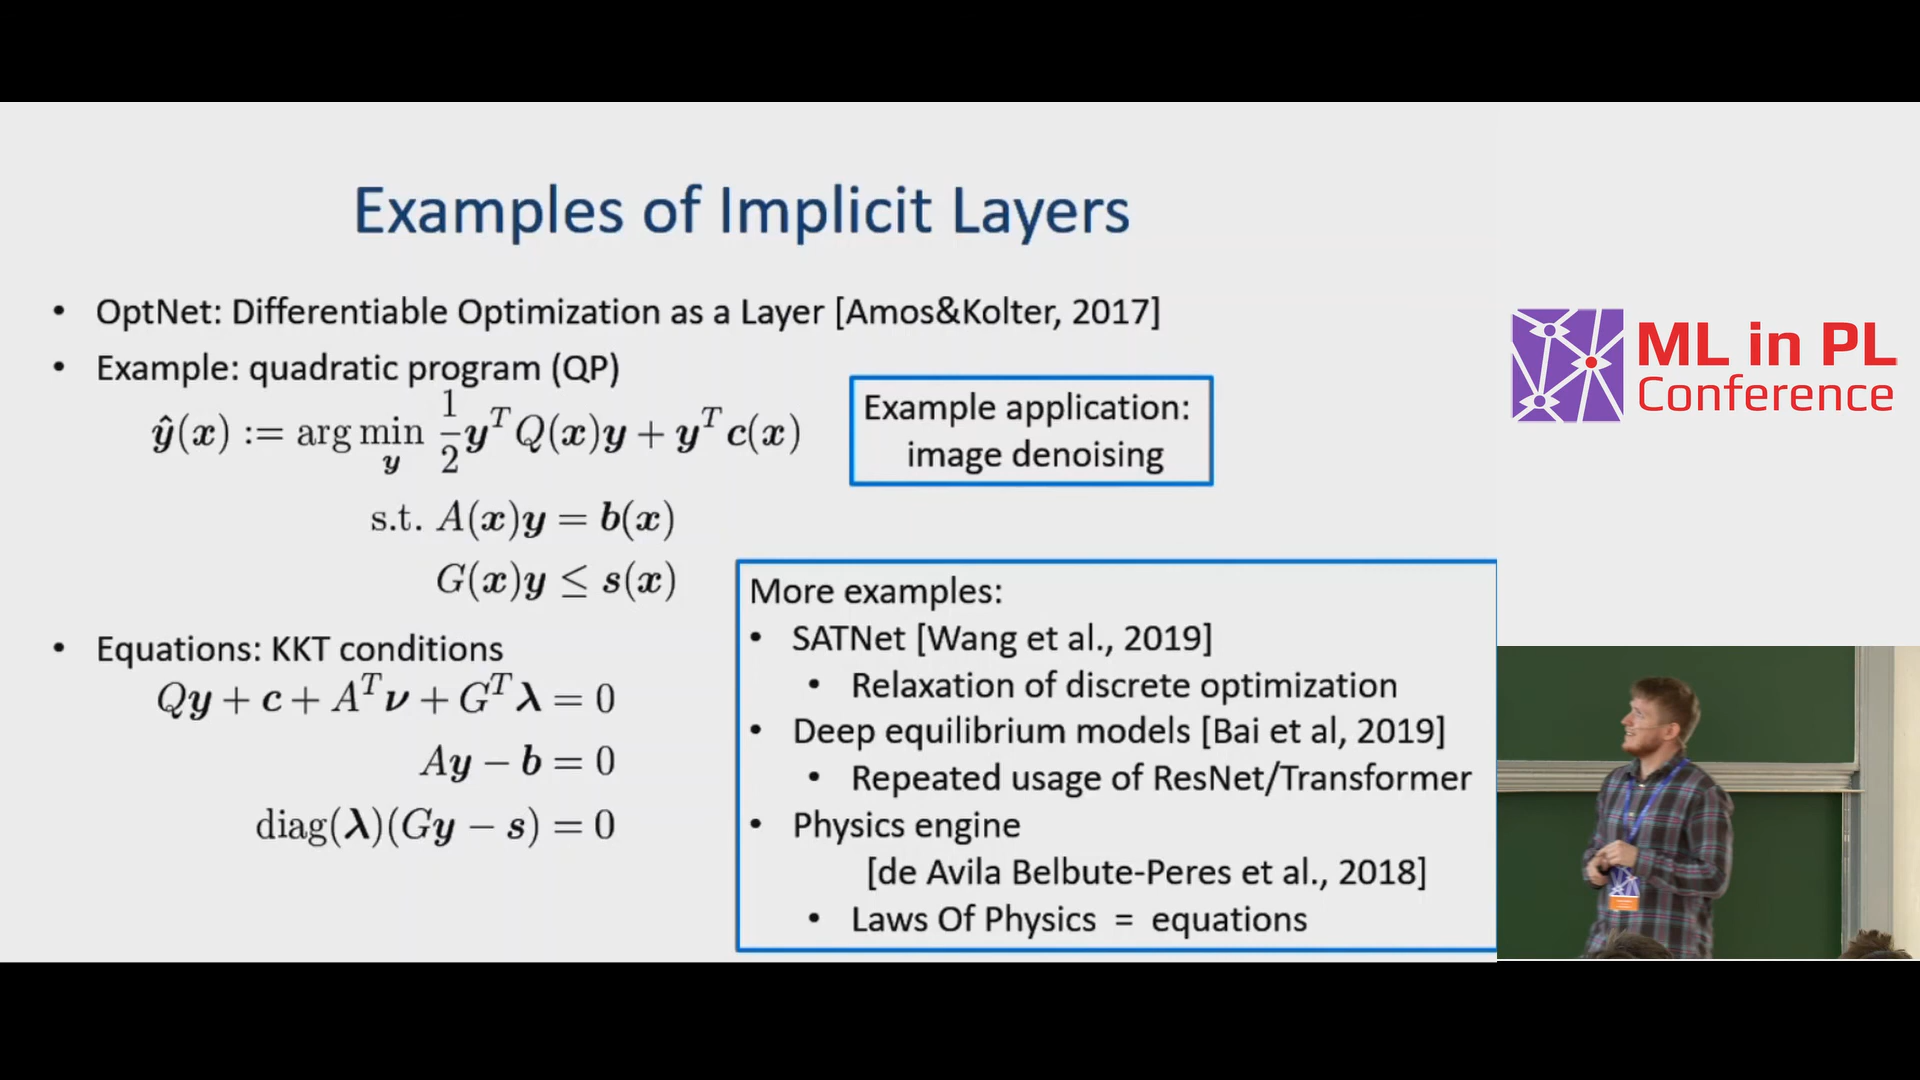 Examples of Implicit Layers
• OptNet: Differentiable Optimization as a Layer [Amos&Kolter, 2017]
• Example: quadratic program (QP)
ŷ(x) := arg min_y 1/2 y^T Q(x)y + y^T c(x)
s.t. A(x)y = b(x)
G(x)y ≤ s(x)
• Equations: KKT conditions
Qy + c + A^T ν + G^T λ = 0
Ay − b = 0
diag(λ)(Gy − s) = 0
Example application:
image denoising
More examples:
• SATNet [Wang et al., 2019]
• Relaxation of discrete optimization
• Deep equilibrium models [Bai et al, 2019]
• Repeated usage of ResNet/Transformer
• Physics engine
[de Avila Belbute-Peres et al., 2018]
• Laws Of Physics = equations
ML in PL
Conference